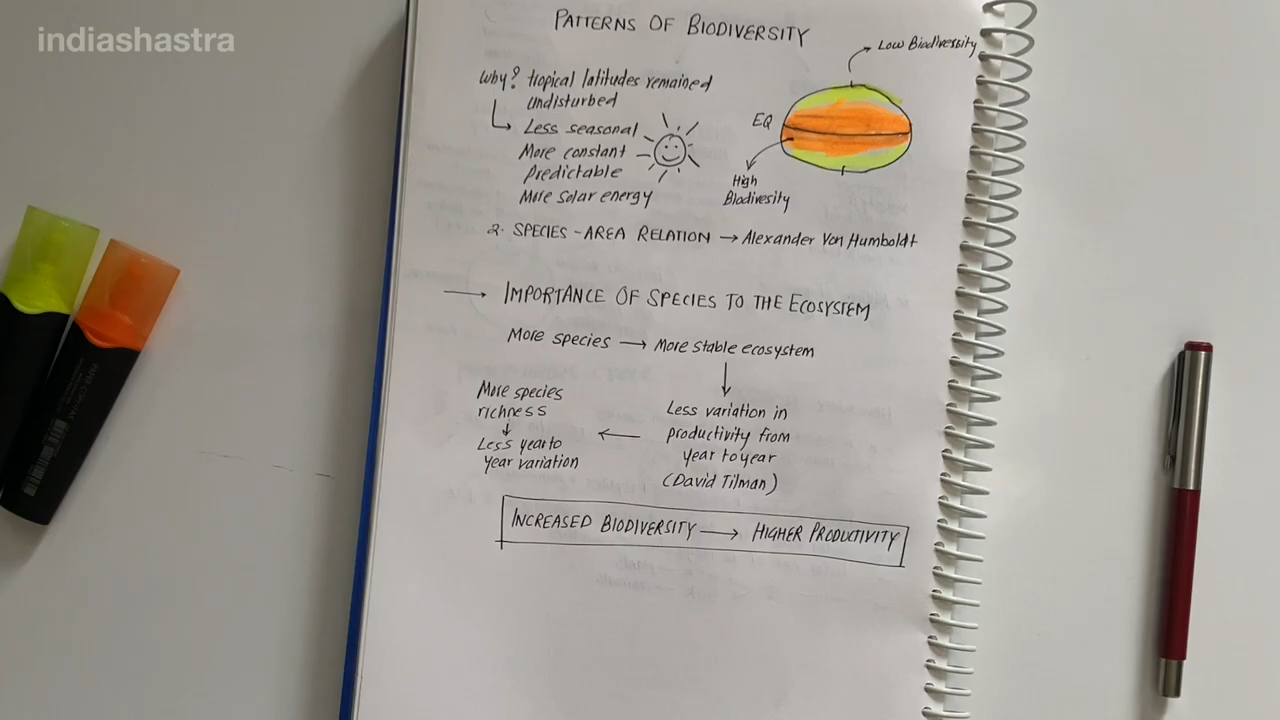 indiashastra
PATTERNS OF BIODIVERSITY
Low Biodiversity
Why? tropical latitudes remained
undisturbed
Less seasonal
More constant
Predictable
More solar energy
EQ
High
Biodivesity
2. SPECIES-AREA RELATION → Alexander Von Humboldt
→ IMPORTANCE OF SPECIES TO THE ECOSYSTEM
More species → More stable ecosystem
Less variation in
productivity from
year to year
(David Tilman)
More species
richness
Less year to
year variation
INCREASED BIODIVERSITY → HIGHER PRODUCTIVITY